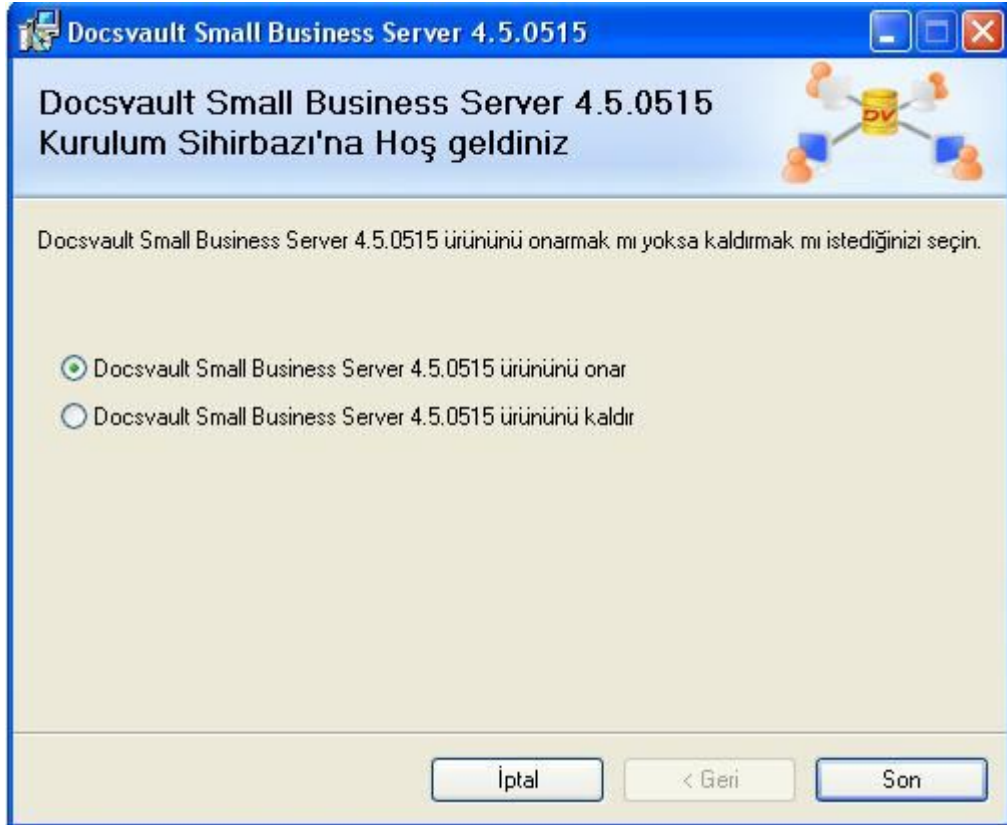 Docsvault Small Business Server 4.5.0515
Docsvault Small Business Server 4.5.0515
Kurulum Sihirbazı'na Hoş geldiniz
DV
Docsvault Small Business Server 4.5.0515 ürününü onarmak mı yoksa kaldırmak mı istediğinizi seçin.
Docsvault Small Business Server 4.5.0515 ürününü onar
Docsvault Small Business Server 4.5.0515 ürününü kaldır
İptal
< Geri
Son